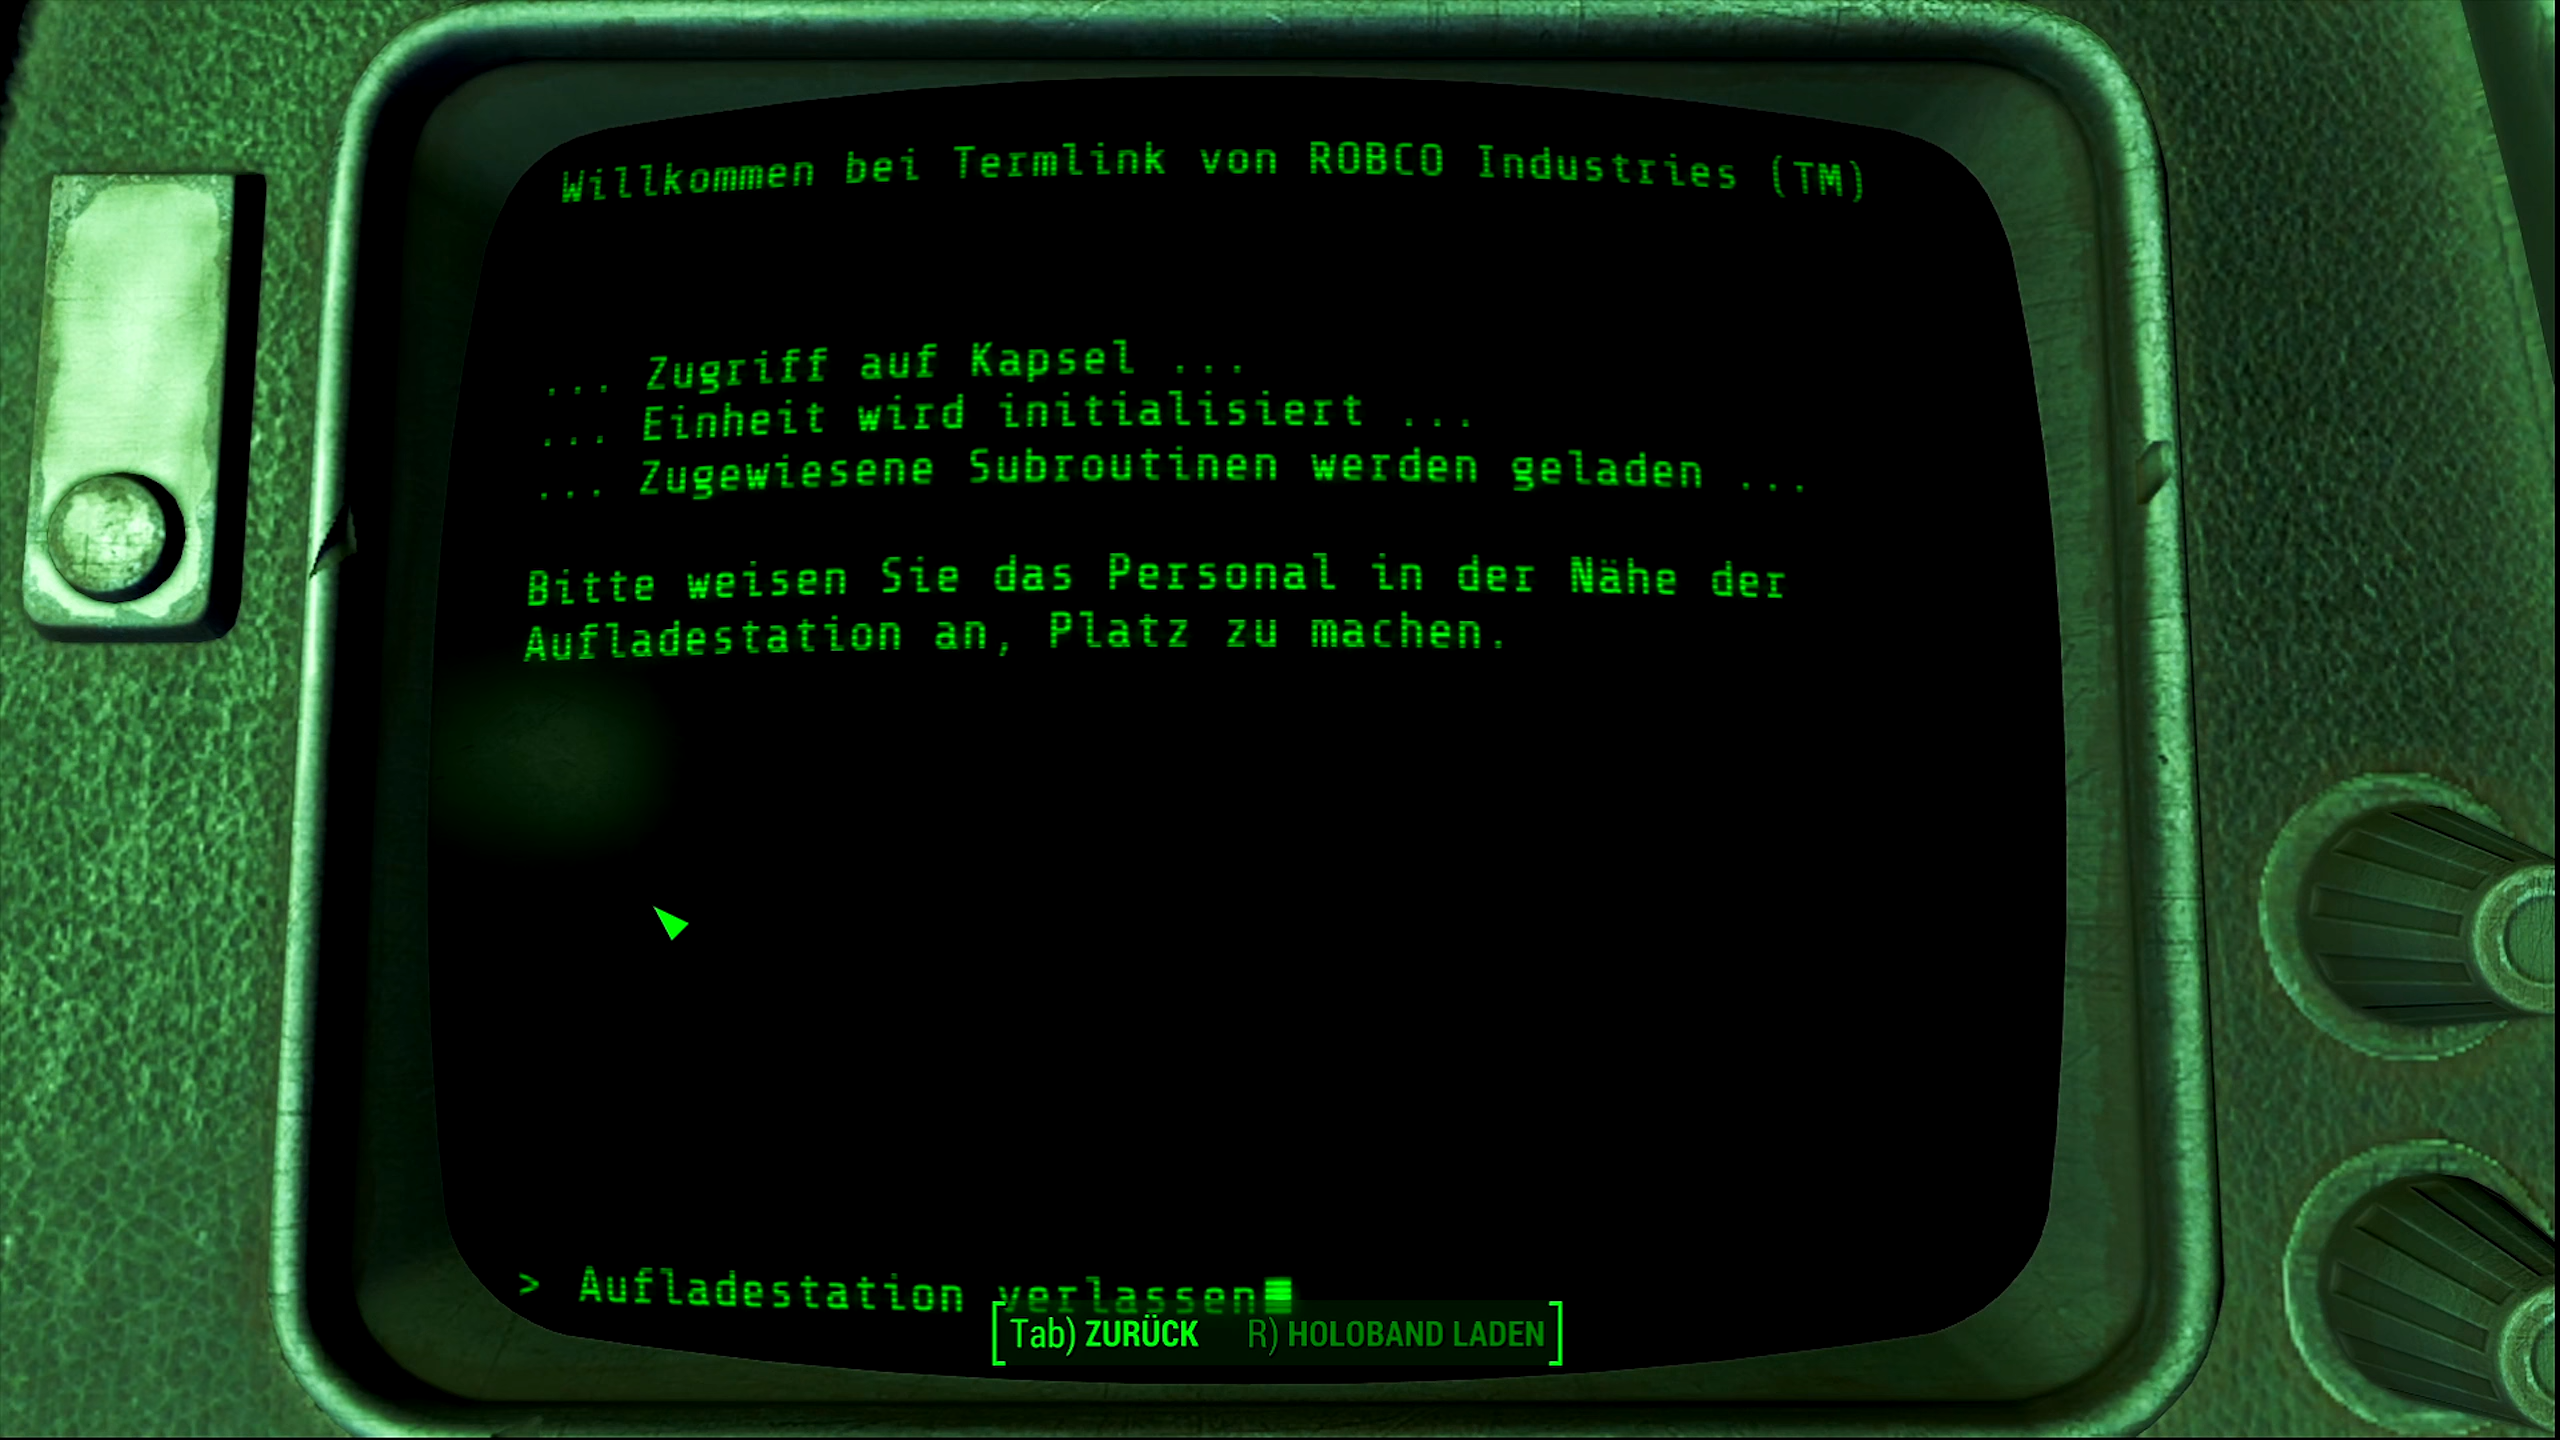 Willkommen bei Termlink von ROBCO Industries (TM)
... Zugriff auf Kapsel ...
... Einheit wird initialisiert ...
... Zugewiesene Subroutinen werden geladen ...
Bitte weisen Sie das Personal in der Nähe der
Aufladestation an, Platz zu machen.
> Aufladestation verlassen
[Tab) ZURÜCK R) HOLOBAND LADEN]